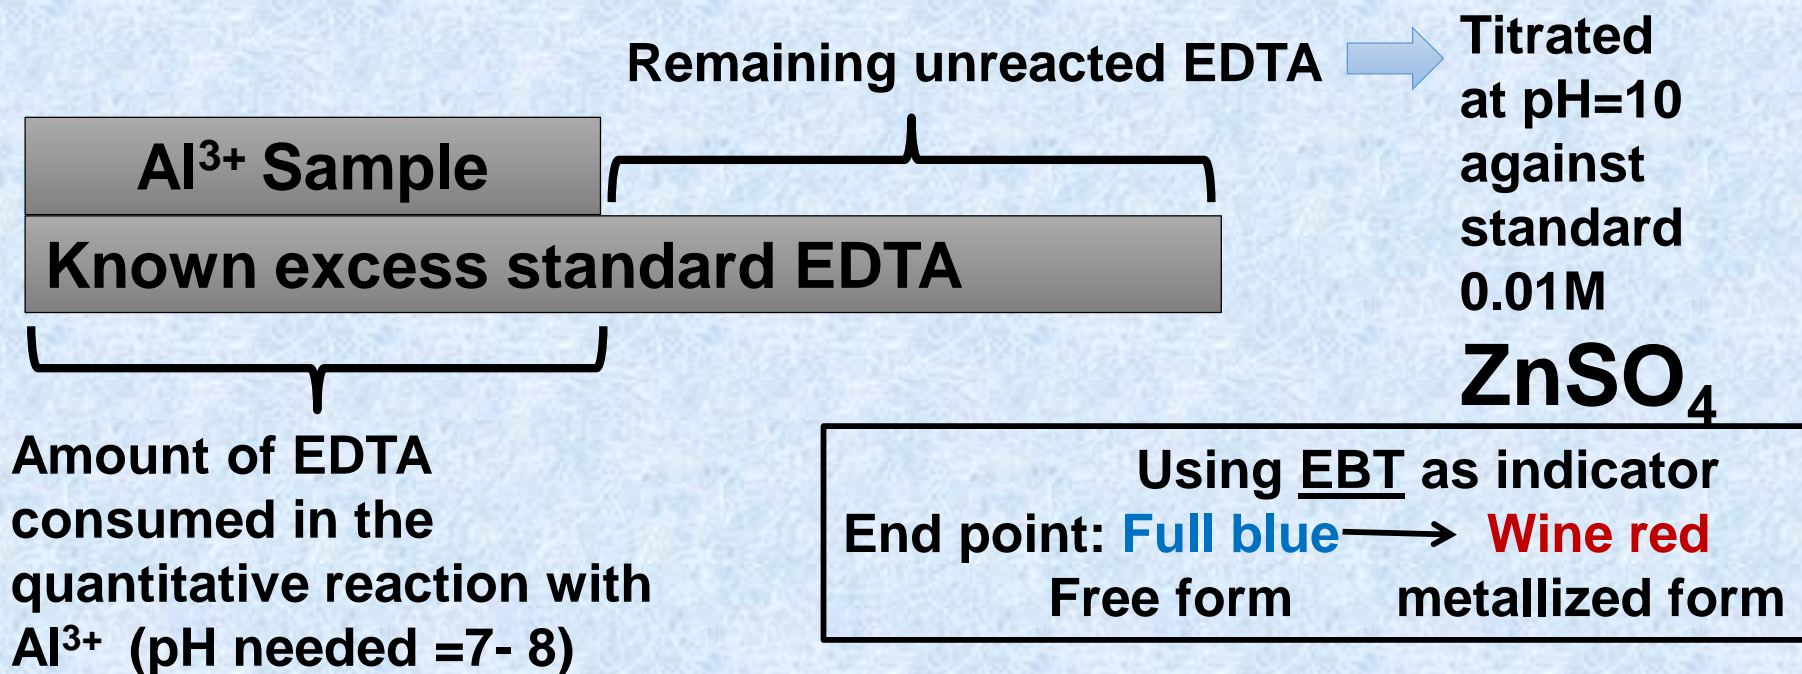 Remaining unreacted EDTA
Titrated
at pH=10
against
standard
0.01M
ZnSO₄
Al³⁺ Sample
Known excess standard EDTA
Amount of EDTA
consumed in the
quantitative reaction with
Al³⁺ (pH needed =7- 8)
Using EBT as indicator
End point: Full blue → Wine red
Free form metallized form